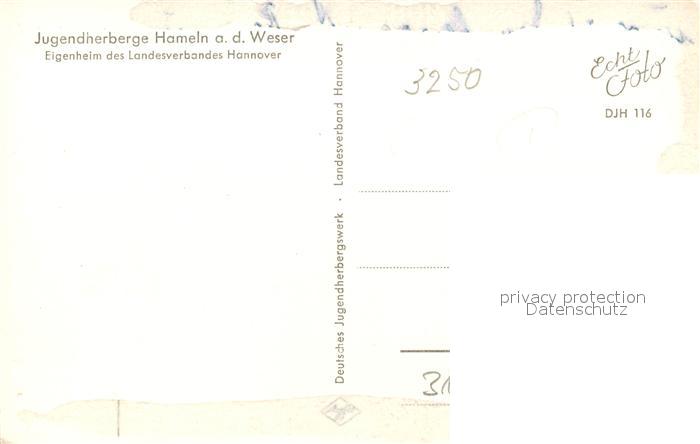 Jugendherberge Hameln a. d. Weser
Eigenheim des Landesverbandes Hannover
Deutsches Jugendherbergswerk · Landesverband Hannover
3250
Echt
Foto
DJH 116
privacy protection
Datenschutz